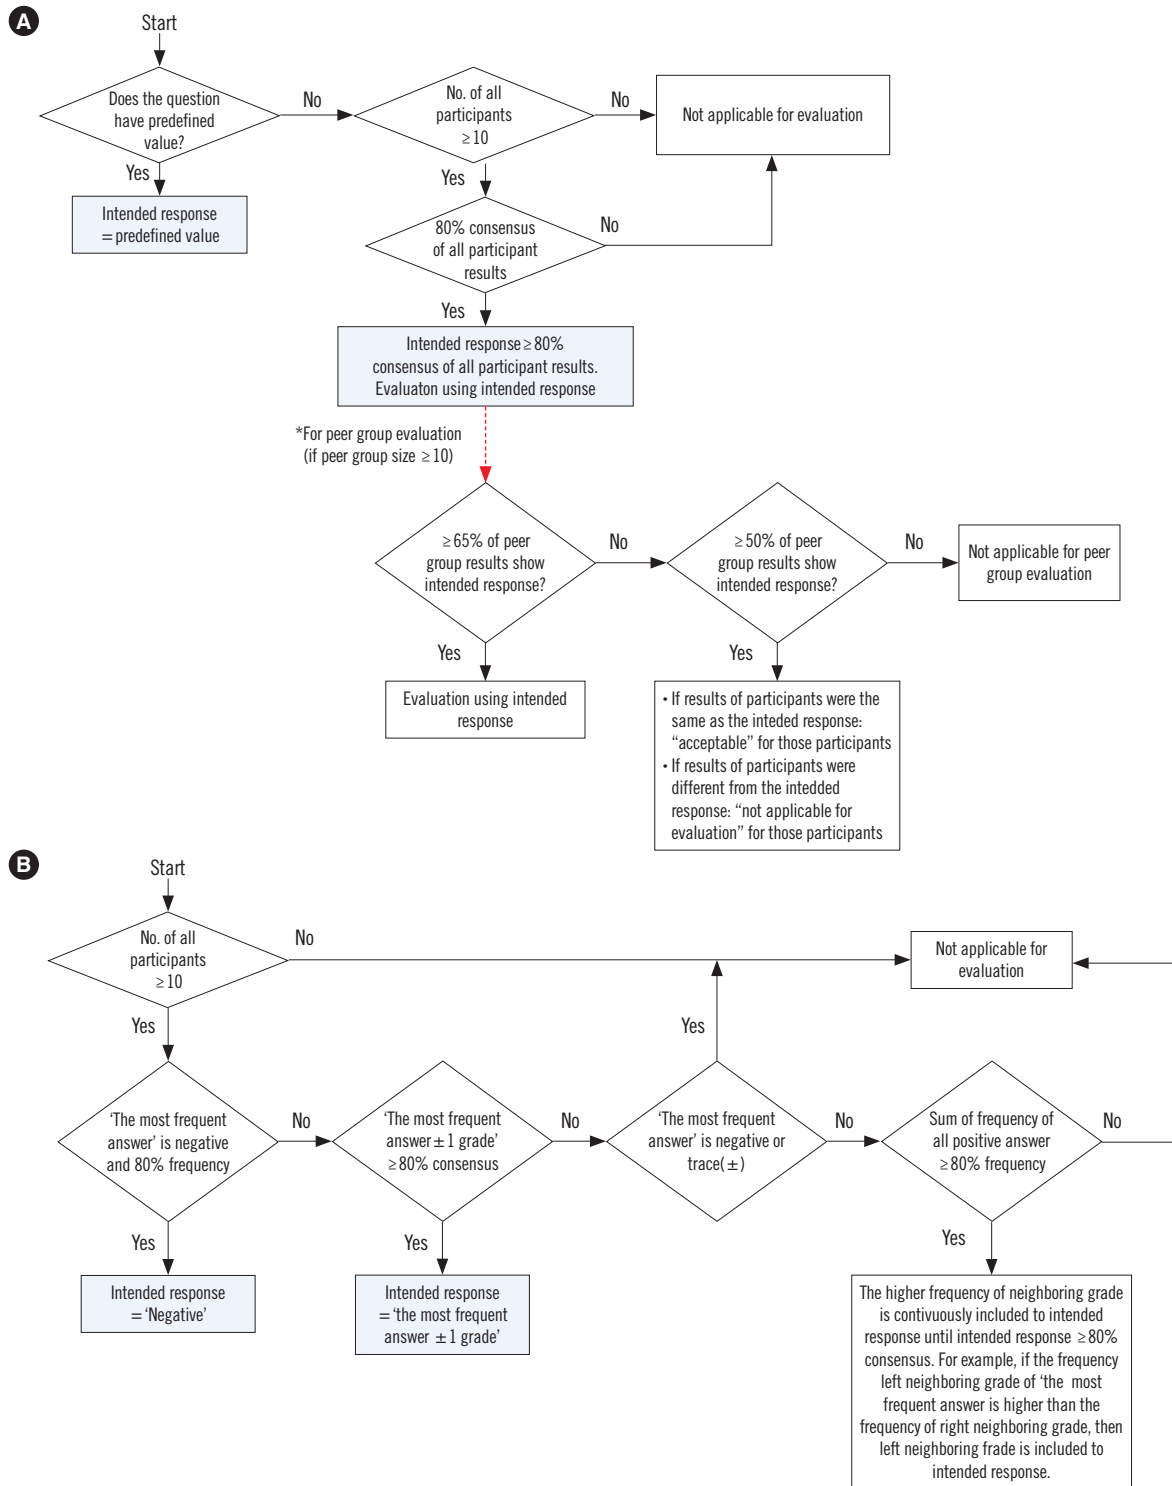 A
Start
Does the question
have predefined
value?
No
No. of all
participants
≥ 10
No
Not applicable for evaluation
Yes
Yes
Intended response
= predefined value
80% consensus
of all participant
results
No
Yes
Intended response ≥ 80%
consensus of all participant results.
Evaluaton using intended response
*For peer group evaluation
(if peer group size ≥ 10)
≥ 65% of peer
group results show
intended response?
No
≥ 50% of peer
group results show
intended response?
No
Not applicable for peer
group evaluation
Yes
Yes
Evaluation using intended
response
• If results of participants were the
same as the inteded response:
“acceptable” for those participants
• If results of participants were
different from the intedded
response: “not applicable for
evaluation” for those participants
B
Start
No. of all
participants
≥ 10
No
Not applicable for
evaluation
Yes
Yes
‘The most frequent
answer’ is negative
and 80% frequency
No
‘The most frequent
answer ± 1 grade’
≥ 80% consensus
No
‘The most frequent
answer’ is negative or
trace(±)
No
Sum of frequency of
all positive answer
≥ 80% frequency
No
Yes
Yes
Yes
Intended response
= ‘Negative’
Intended response
= ‘the most frequent
answer ± 1 grade’
The higher frequency of neighboring grade
is contivuously included to intended
response until intended response ≥ 80%
consensus. For example, if the frequency
left neighboring grade of ‘the most
frequent answer is higher than the
frequency of right neighboring grade, then
left neighboring frade is included to
intended response.